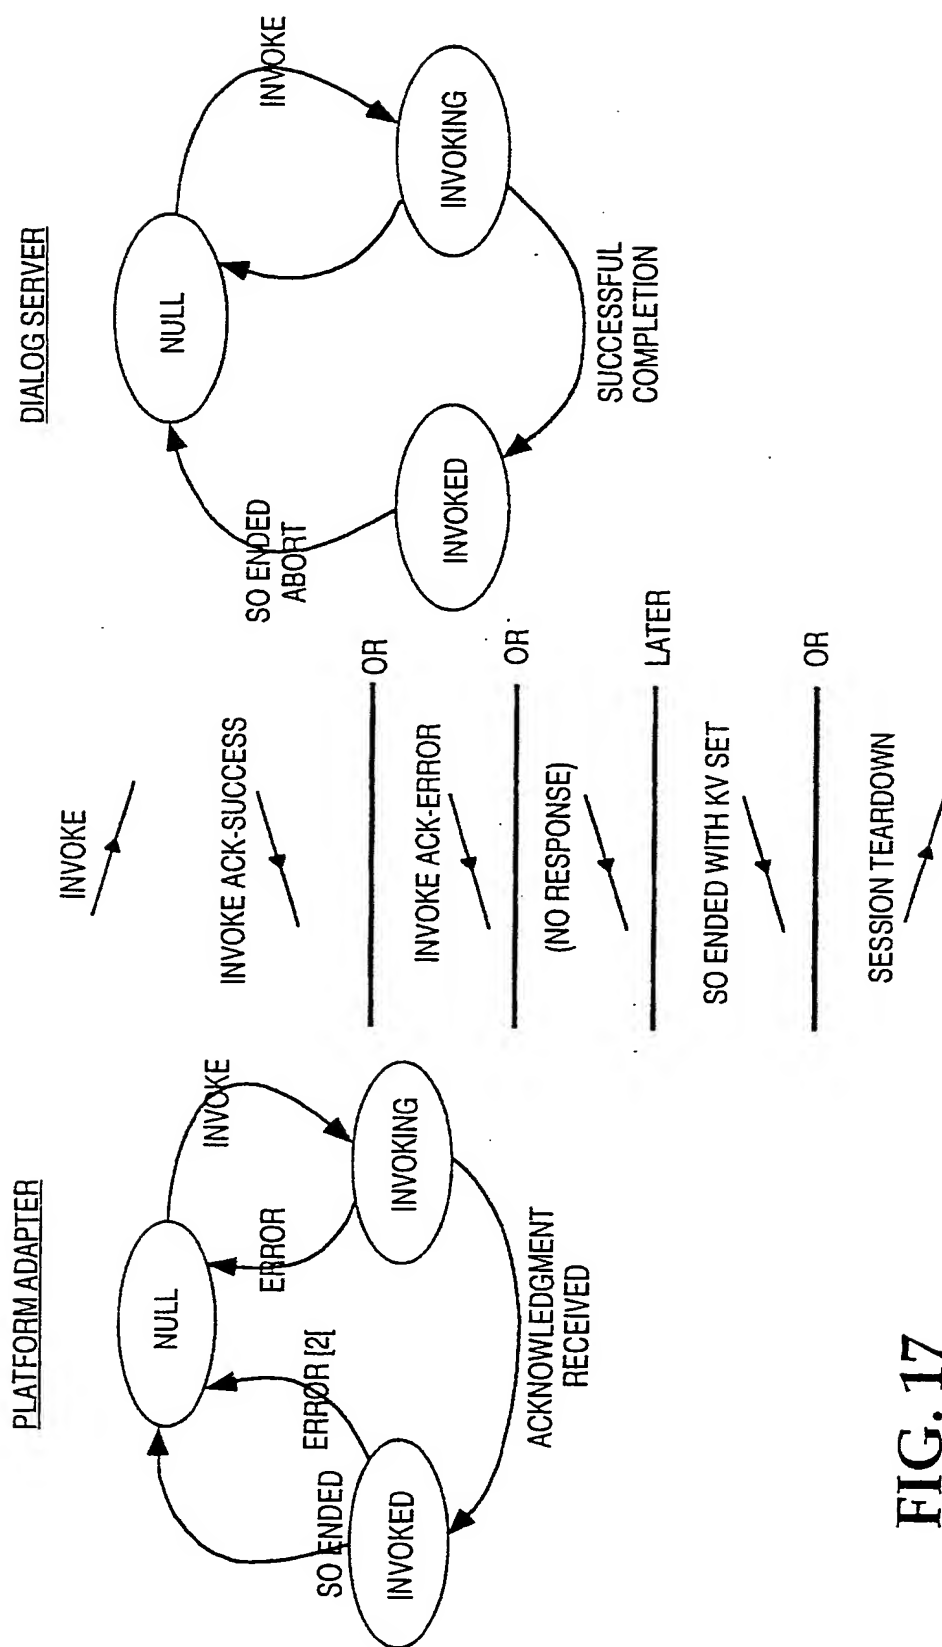 PLATFORM ADAPTER
NULL
INVOKE
ERROR
ERROR [2[
SO ENDED
INVOKED
INVOKING
ACKNOWLEDGMENT
RECEIVED
INVOKE
INVOKE ACK-SUCCESS
OR
INVOKE ACK-ERROR
OR
(NO RESPONSE)
LATER
SO ENDED WITH KV SET
OR
SESSION TEARDOWN
DIALOG SERVER
NULL
INVOKE
SO ENDED
ABORT
INVOKED
INVOKING
SUCCESSFUL
COMPLETION
FIG. 17